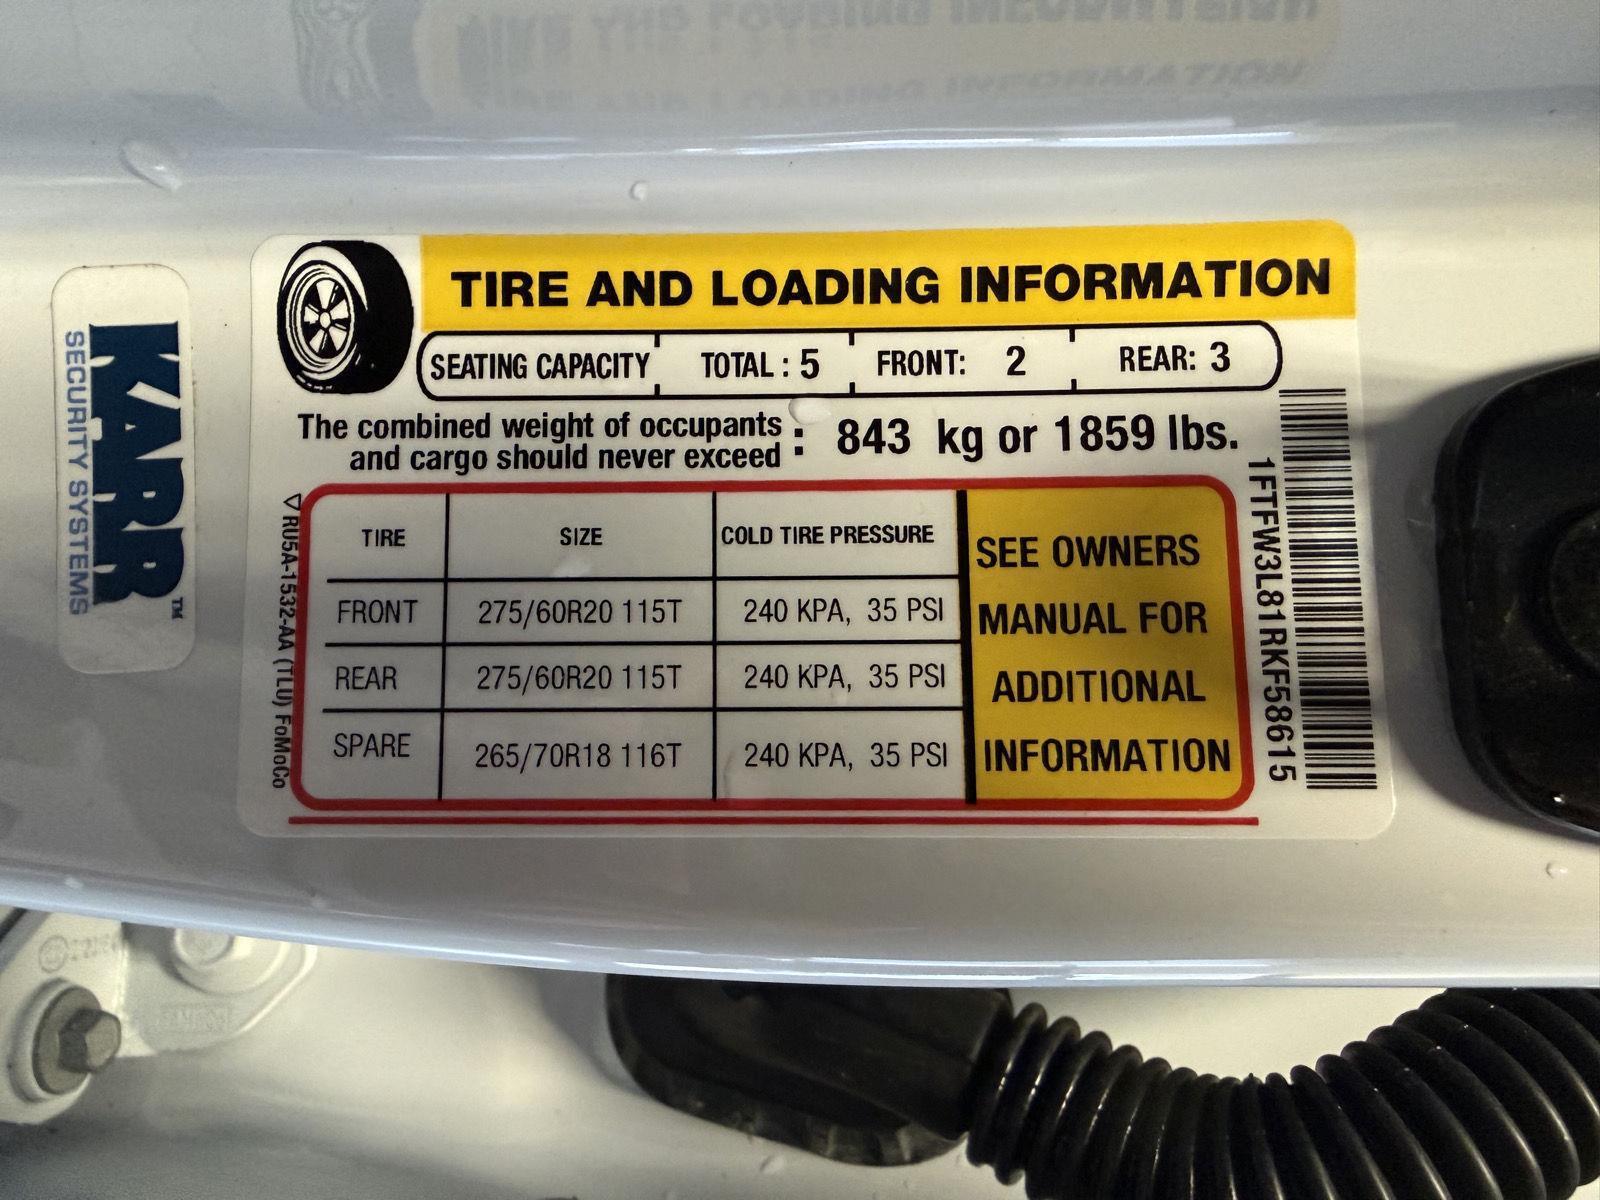 KARR™
SECURITY SYSTEMS
TIRE AND LOADING INFORMATION
SEATING CAPACITY TOTAL : 5 FRONT: 2 REAR: 3
The combined weight of occupants
and cargo should never exceed : 843 kg or 1859 lbs.
TIRE SIZE COLD TIRE PRESSURE
FRONT 275/60R20 115T 240 KPA, 35 PSI
REAR 275/60R20 115T 240 KPA, 35 PSI
SPARE 265/70R18 116T 240 KPA, 35 PSI
SEE OWNERS
MANUAL FOR
ADDITIONAL
INFORMATION
RU5A-1532-AA (TLU) FoMoCo
1FTFW3L81RKF58615